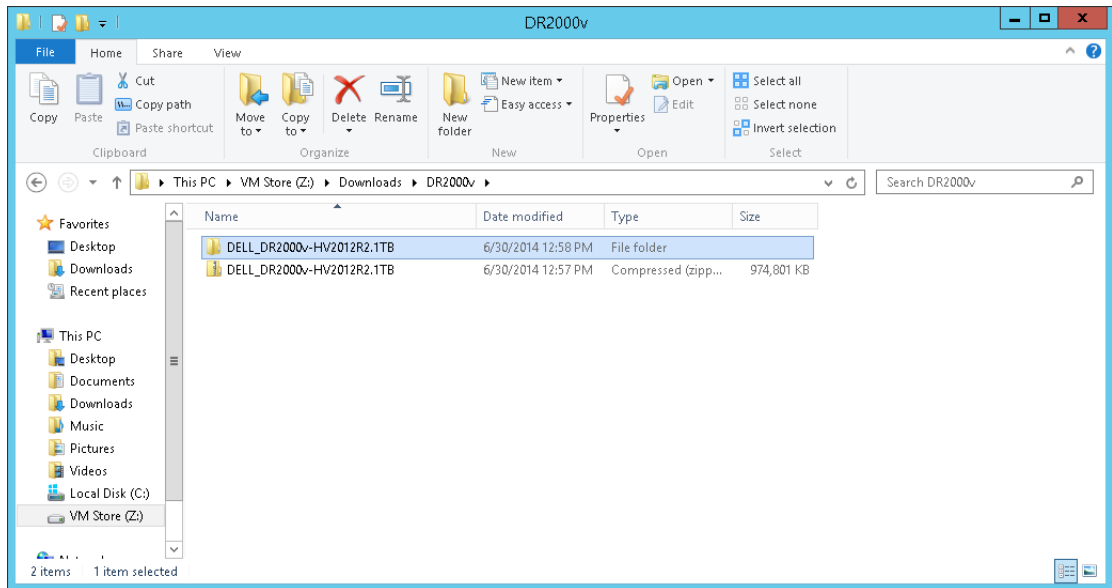 DR2000v
File Home Share View
Copy
Paste
Cut
Copy path
Paste shortcut
Clipboard
Move to
Copy to
Delete
Rename
Organize
New folder
New item
Easy access
New
Properties
Open
Edit
Open
Select all
Select none
Invert selection
Select
This PC VM Store (Z:) Downloads DR2000v
Search DR2000v
Favorites
Desktop
Downloads
Recent places
This PC
Desktop
Documents
Downloads
Music
Pictures
Videos
Local Disk (C:)
VM Store (Z:)
Name Date modified Type Size
DELL_DR2000v-HV2012R2.1TB 6/30/2014 12:58 PM File folder
DELL_DR2000v-HV2012R2.1TB 6/30/2014 12:57 PM Compressed (zipp... 974,801 KB
2 items 1 item selected